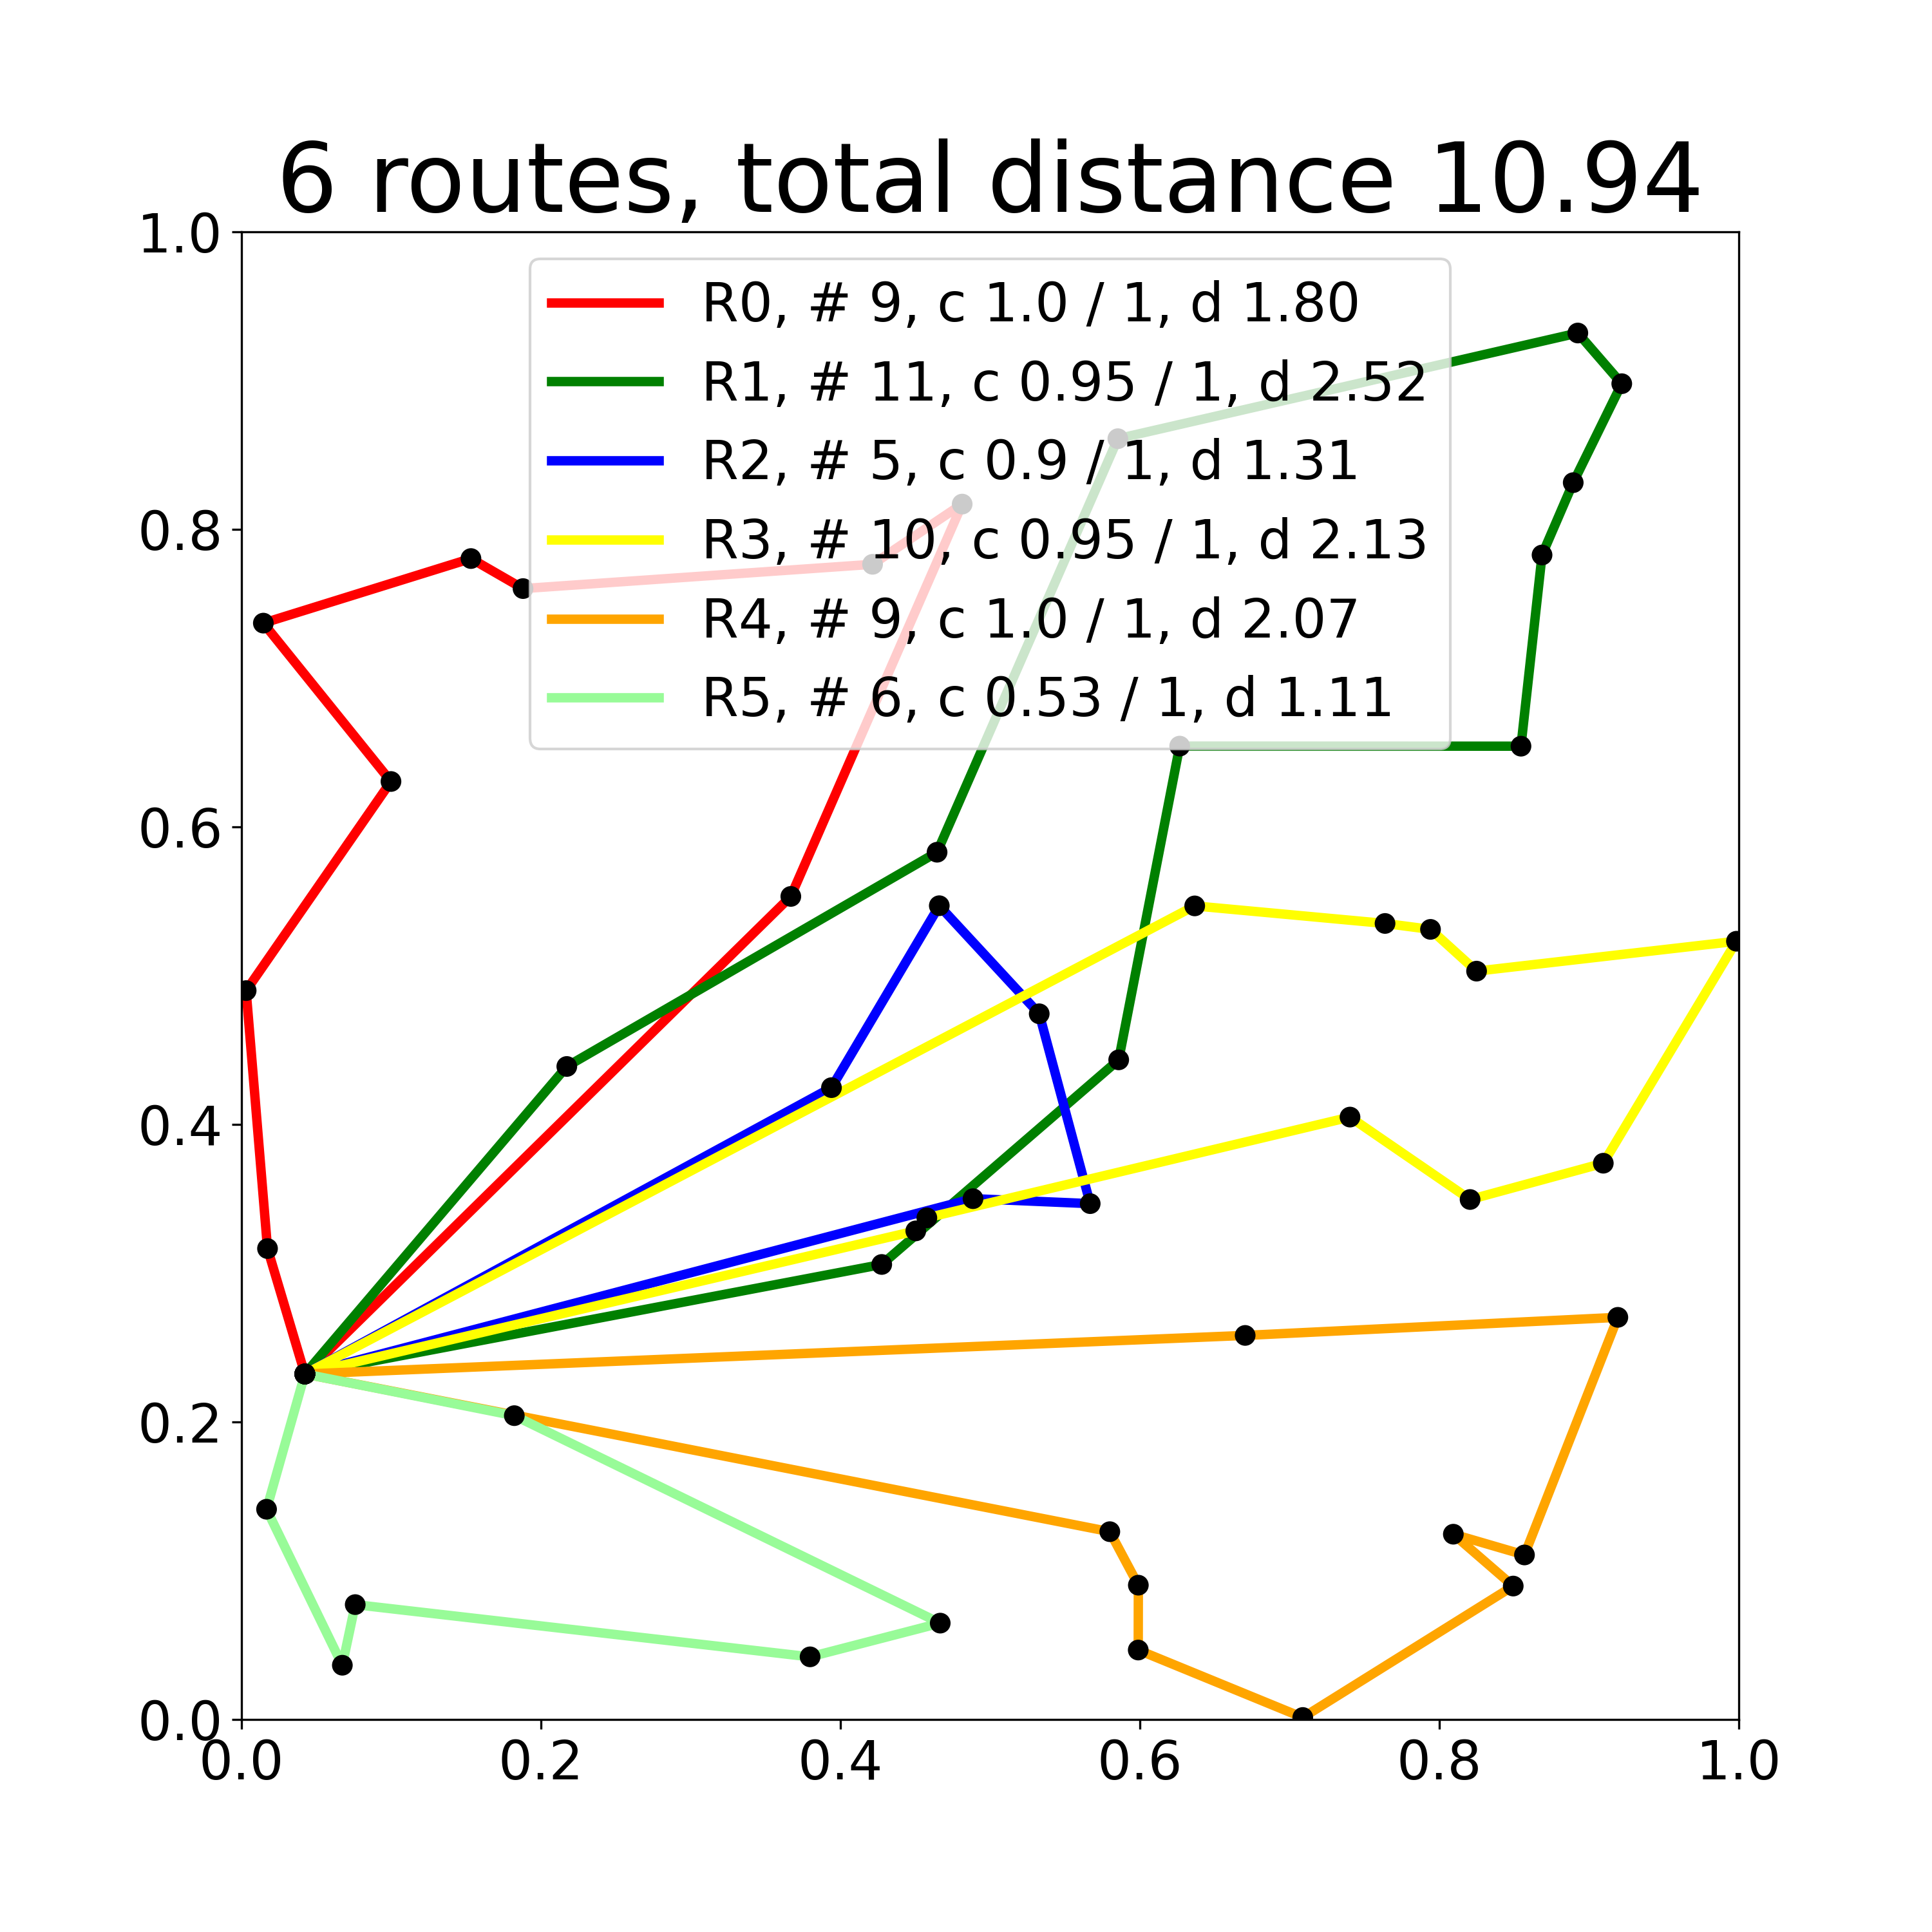 6 routes, total distance 10.94
1.0
R0, # 9, c 1.0 / 1, d 1.80
R1, # 11, c 0.95 / 1, d 2.52
R2, # 5, c 0.9 / 1, d 1.31
0.8
R3, # 10, c 0.95 / 1, d 2.13
R4, # 9, c 1.0 / 1, d 2.07
R5, # 6, c 0.53 / 1, d 1.11
0.6
0.4
0.2
0.0
0.0 0.2 0.4 0.6 0.8 1.0